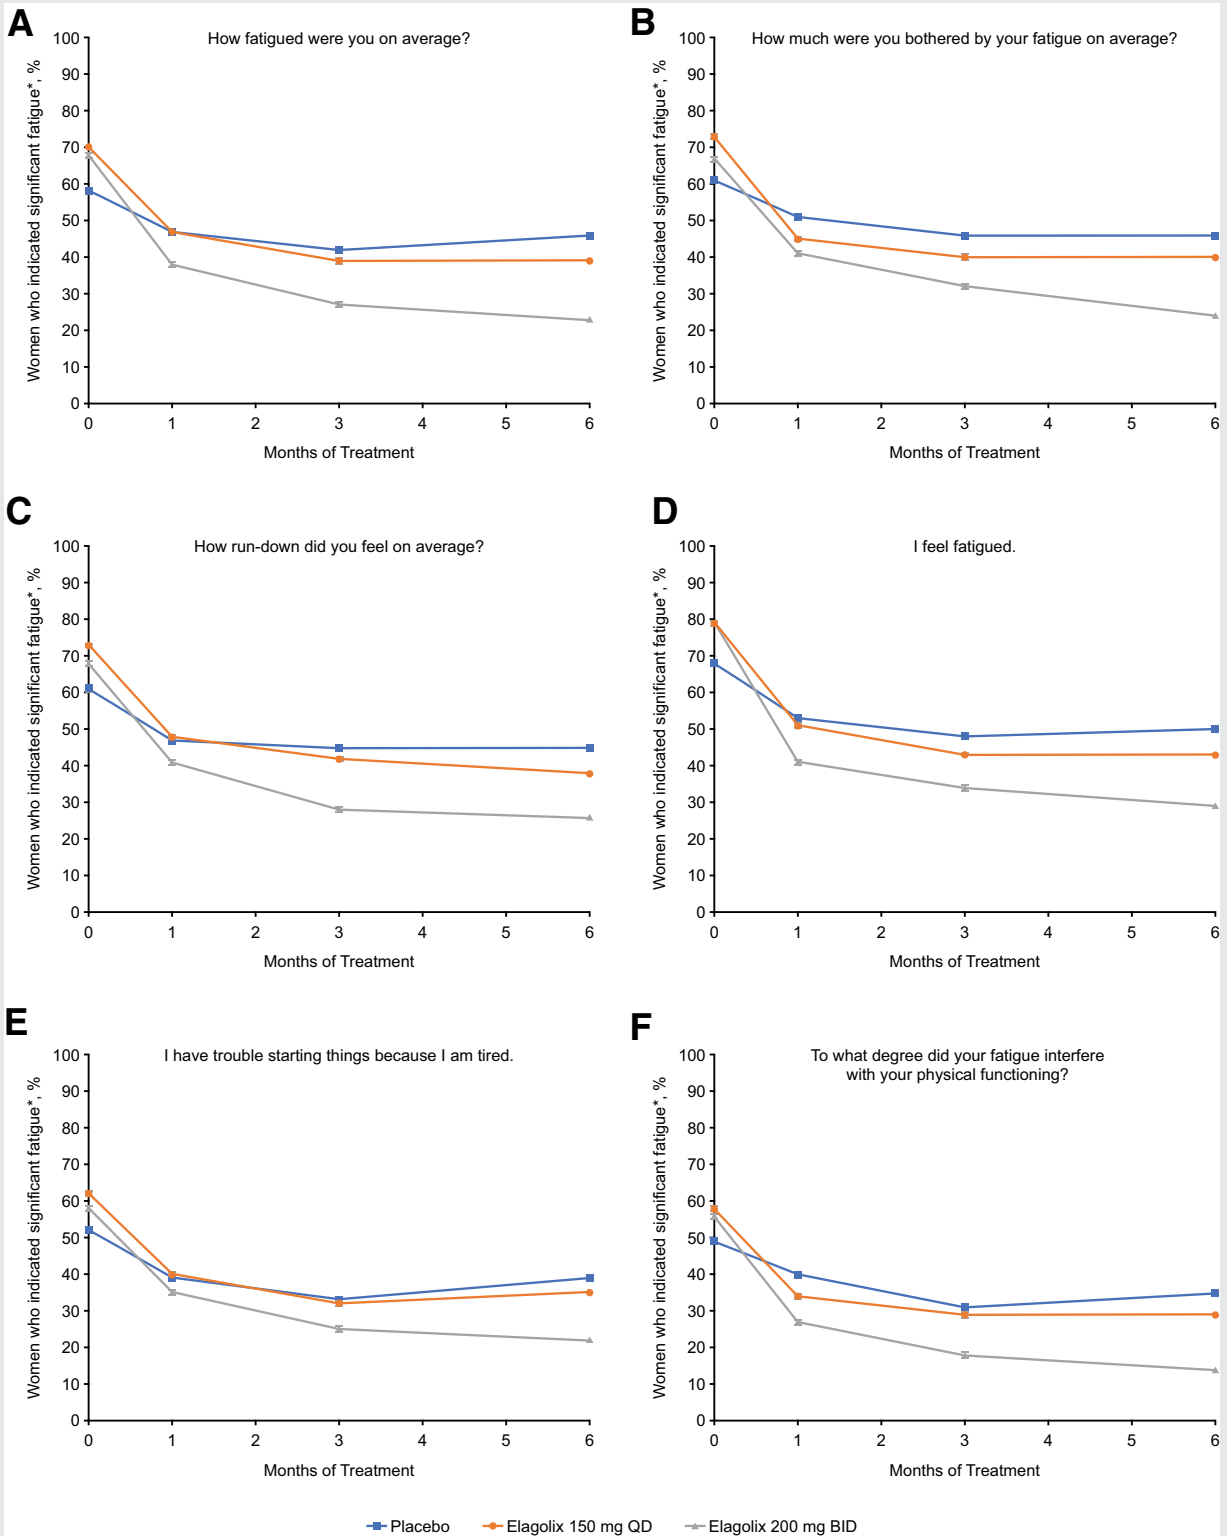 A
How fatigued were you on average?
Women who indicated significant fatigue*, %
100
90
80
70
60
50
40
30
20
10
0
0 1 2 3 4 5 6
Months of Treatment
B
How much were you bothered by your fatigue on average?
Women who indicated significant fatigue*, %
100
90
80
70
60
50
40
30
20
10
0
0 1 2 3 4 5 6
Months of Treatment
C
How run-down did you feel on average?
Women who indicated significant fatigue*, %
100
90
80
70
60
50
40
30
20
10
0
0 1 2 3 4 5 6
Months of Treatment
D
I feel fatigued.
Women who indicated significant fatigue*, %
100
90
80
70
60
50
40
30
20
10
0
0 1 2 3 4 5 6
Months of Treatment
E
I have trouble starting things because I am tired.
Women who indicated significant fatigue*, %
100
90
80
70
60
50
40
30
20
10
0
0 1 2 3 4 5 6
Months of Treatment
F
To what degree did your fatigue interfere
with your physical functioning?
Women who indicated significant fatigue*, %
100
90
80
70
60
50
40
30
20
10
0
0 1 2 3 4 5 6
Months of Treatment
Placebo Elagolix 150 mg QD Elagolix 200 mg BID